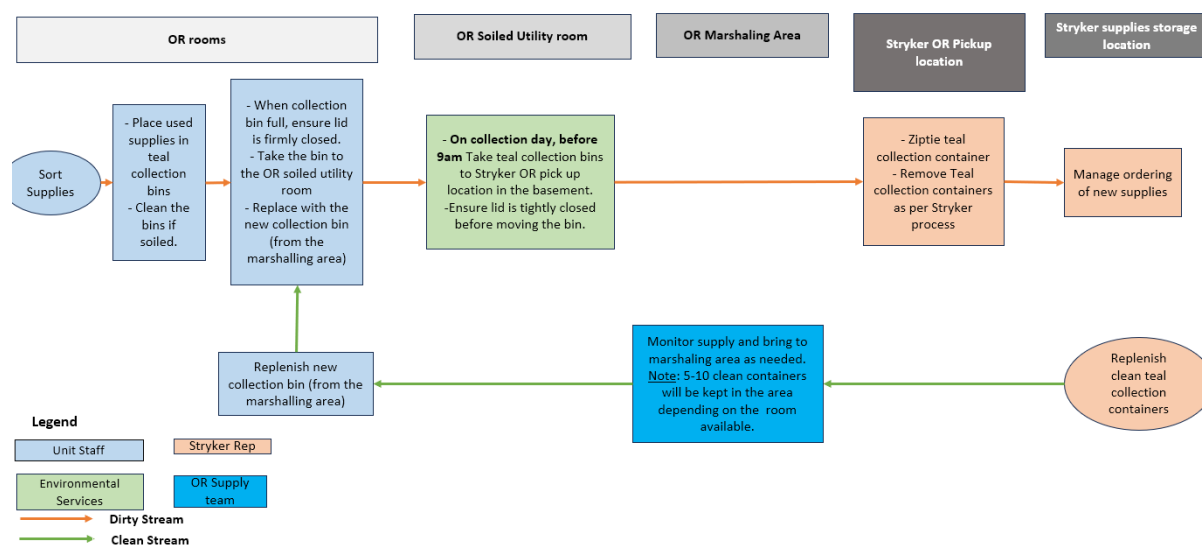 OR rooms
OR Soiled Utility room
OR Marshaling Area
Stryker OR Pickup
location
Stryker supplies storage
location
Sort
Supplies
- Place used
supplies in
teal
collection
bins
- Clean the
bins if
soiled.
- When collection
bin full, ensure lid
is firmly closed.
- Take the bin to
the OR soiled utility
room
- Replace with the
new collection bin
(from the
marshalling area)
- On collection day, before
9am Take teal collection bins
to Stryker OR pick up
location in the basement.
-Ensure lid is tightly closed
before moving the bin.
- Ziptie teal
collection container
- Remove Teal
collection containers
as per Stryker
process
Manage ordering
of new supplies
Replenish new
collection bin (from the
marshalling area)
Monitor supply and bring to
marshaling area as needed.
Note: 5-10 clean containers
will be kept in the area
depending on the room
available.
Replenish
clean teal
collection
containers
Legend
Unit Staff
Stryker Rep
Environmental
Services
OR Supply
team
Dirty Stream
Clean Stream